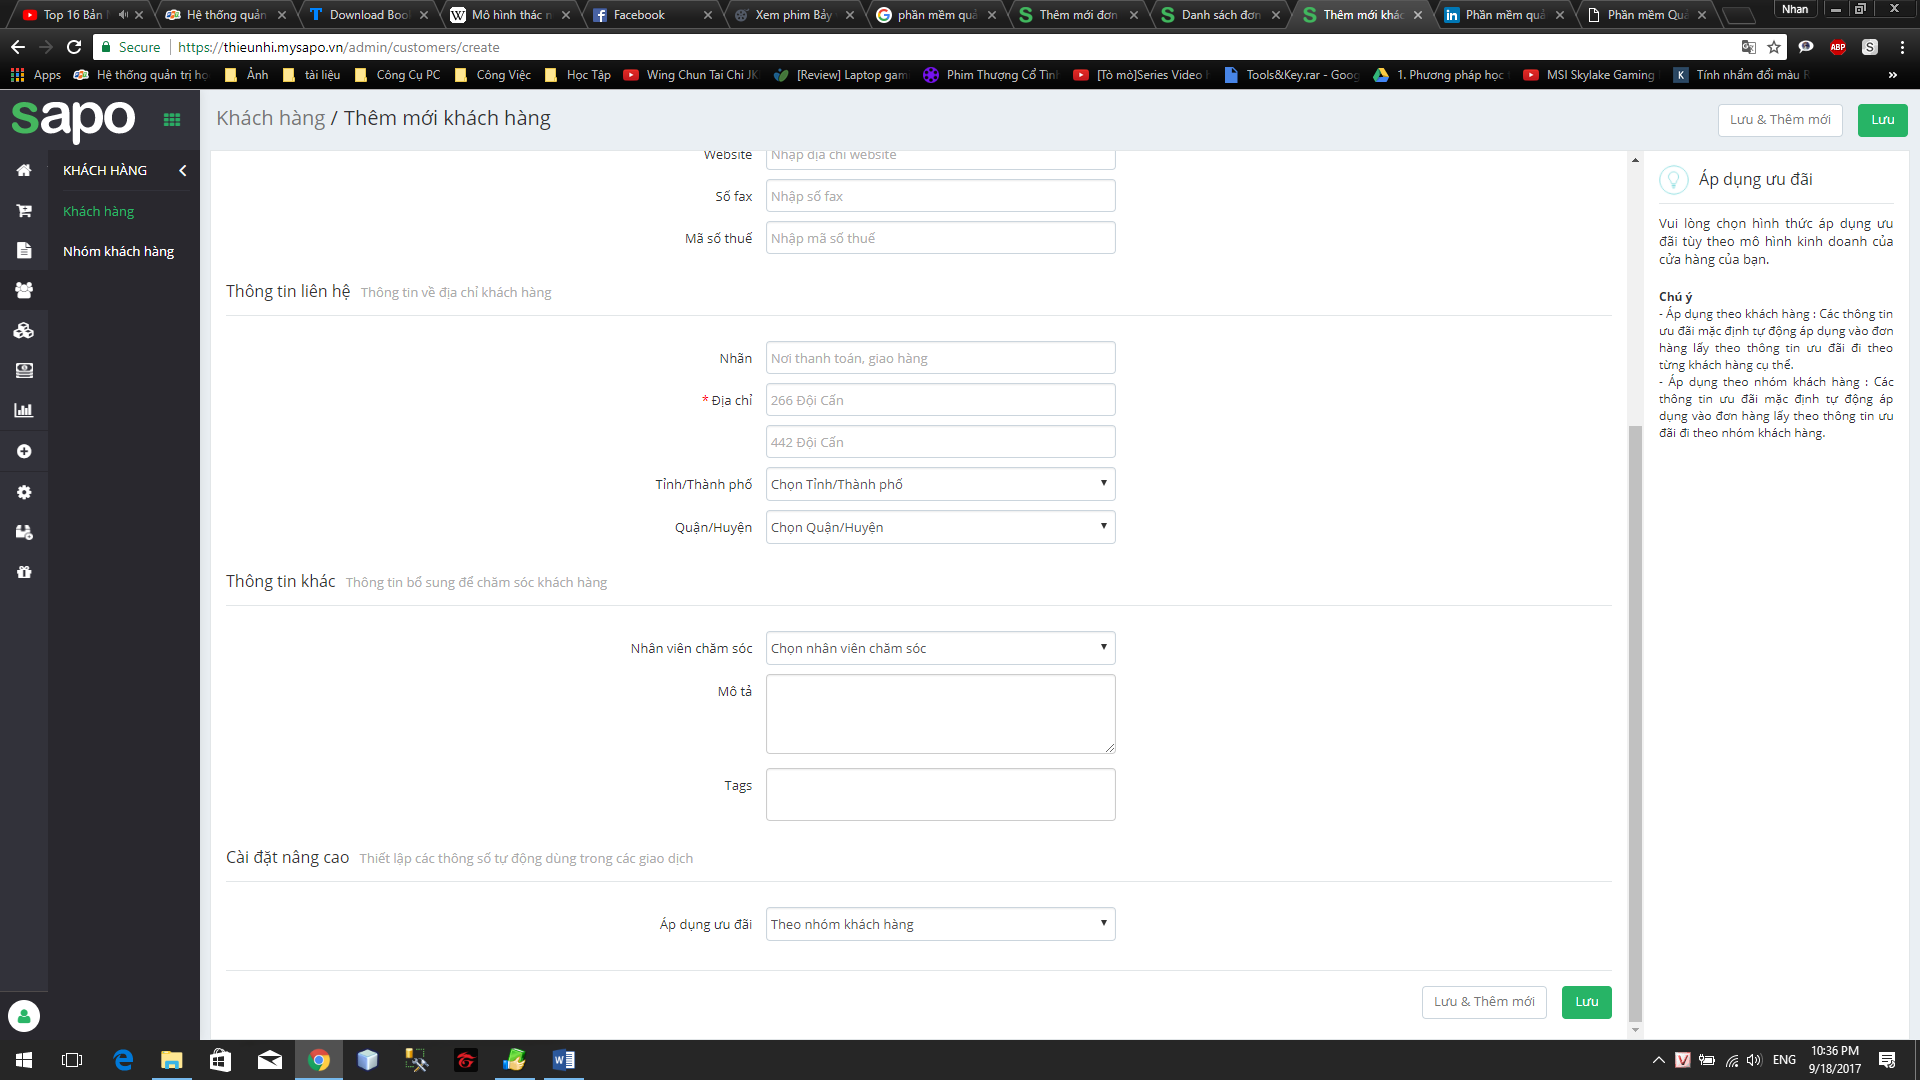 Top 16 Bản
Hệ thống quản
Download Boo
Mô hình thác n
Facebook
Xem phim Bảy
phần mềm quả
Thêm mới đơn
Danh sách đơn
Thêm mới khác
Phần mềm quả
Phần mềm Quả
Nhan
Secure
https://thieunhi.mysapo.vn/admin/customers/create
ABP
S
Apps
Hệ thống quản trị họ
Ảnh
tài liệu
Công Cụ PC
Công Việc
Học Tập
Wing Chun Tai Chi JK
[Review] Laptop gam
Phim Thượng Cổ Tình
[Tò mò]Series Video
Tools&Key.rar - Goog
1. Phương pháp học
MSI Skylake Gaming
Tính nhẩm đổi màu
sapo
Khách hàng / Thêm mới khách hàng
Lưu & Thêm mới
Lưu
KHÁCH HÀNG
Khách hàng
Nhóm khách hàng
Website
Nhập địa chỉ website
Số fax
Nhập số fax
Mã số thuế
Nhập mã số thuế
Thông tin liên hệ Thông tin về địa chỉ khách hàng
Nhãn
Nơi thanh toán, giao hàng
* Địa chỉ
266 Đội Cấn
442 Đội Cấn
Tỉnh/Thành phố
Chọn Tỉnh/Thành phố
Quận/Huyện
Chọn Quận/Huyện
Thông tin khác Thông tin bổ sung để chăm sóc khách hàng
Nhân viên chăm sóc
Chọn nhân viên chăm sóc
Mô tả
Tags
Cài đặt nâng cao Thiết lập các thông số tự động dùng trong các giao dịch
Áp dụng ưu đãi
Theo nhóm khách hàng
Lưu & Thêm mới
Lưu
Áp dụng ưu đãi
Vui lòng chọn hình thức áp dụng ưu
đãi tùy theo mô hình kinh doanh của
cửa hàng của bạn.
Chú ý
- Áp dụng theo khách hàng : Các thông tin
ưu đãi mặc định tự động áp dụng vào đơn
hàng lấy theo thông tin ưu đãi đi theo
từng khách hàng cụ thể.
- Áp dụng theo nhóm khách hàng : Các
thông tin ưu đãi mặc định tự động áp
dụng vào đơn hàng lấy theo thông tin ưu
đãi đi theo nhóm khách hàng.
ENG
10:36 PM
9/18/2017